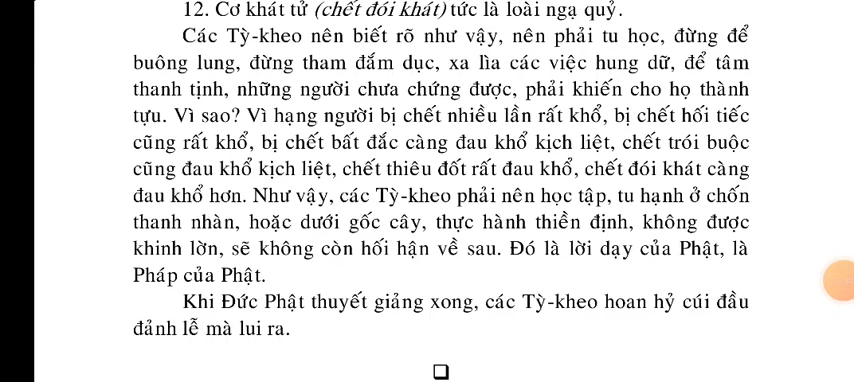 12. Cơ khát tử (chết đói khát) tức là loài ngạ quỷ.
Các Tỳ-kheo nên biết rõ như vậy, nên phải tu học, đừng để
buông lung, đừng tham đắm dục, xa lìa các việc hung dữ, để tâm
thanh tịnh, những người chưa chứng được, phải khiến cho họ thành
tựu. Vì sao? Vì hạng người bị chết nhiều lần rất khổ, bị chết hối tiếc
cũng rất khổ, bị chết bất đắc càng đau khổ kịch liệt, chết trói buộc
cũng đau khổ kịch liệt, chết thiêu đốt rất đau khổ, chết đói khát càng
đau khổ hơn. Như vậy, các Tỳ-kheo phải nên học tập, tu hạnh ở chốn
thanh nhàn, hoặc dưới gốc cây, thực hành thiền định, không được
khinh lờn, sẽ không còn hối hận về sau. Đó là lời dạy của Phật, là
Pháp của Phật.
Khi Đức Phật thuyết giảng xong, các Tỳ-kheo hoan hỷ cúi đầu
đảnh lễ mà lui ra.